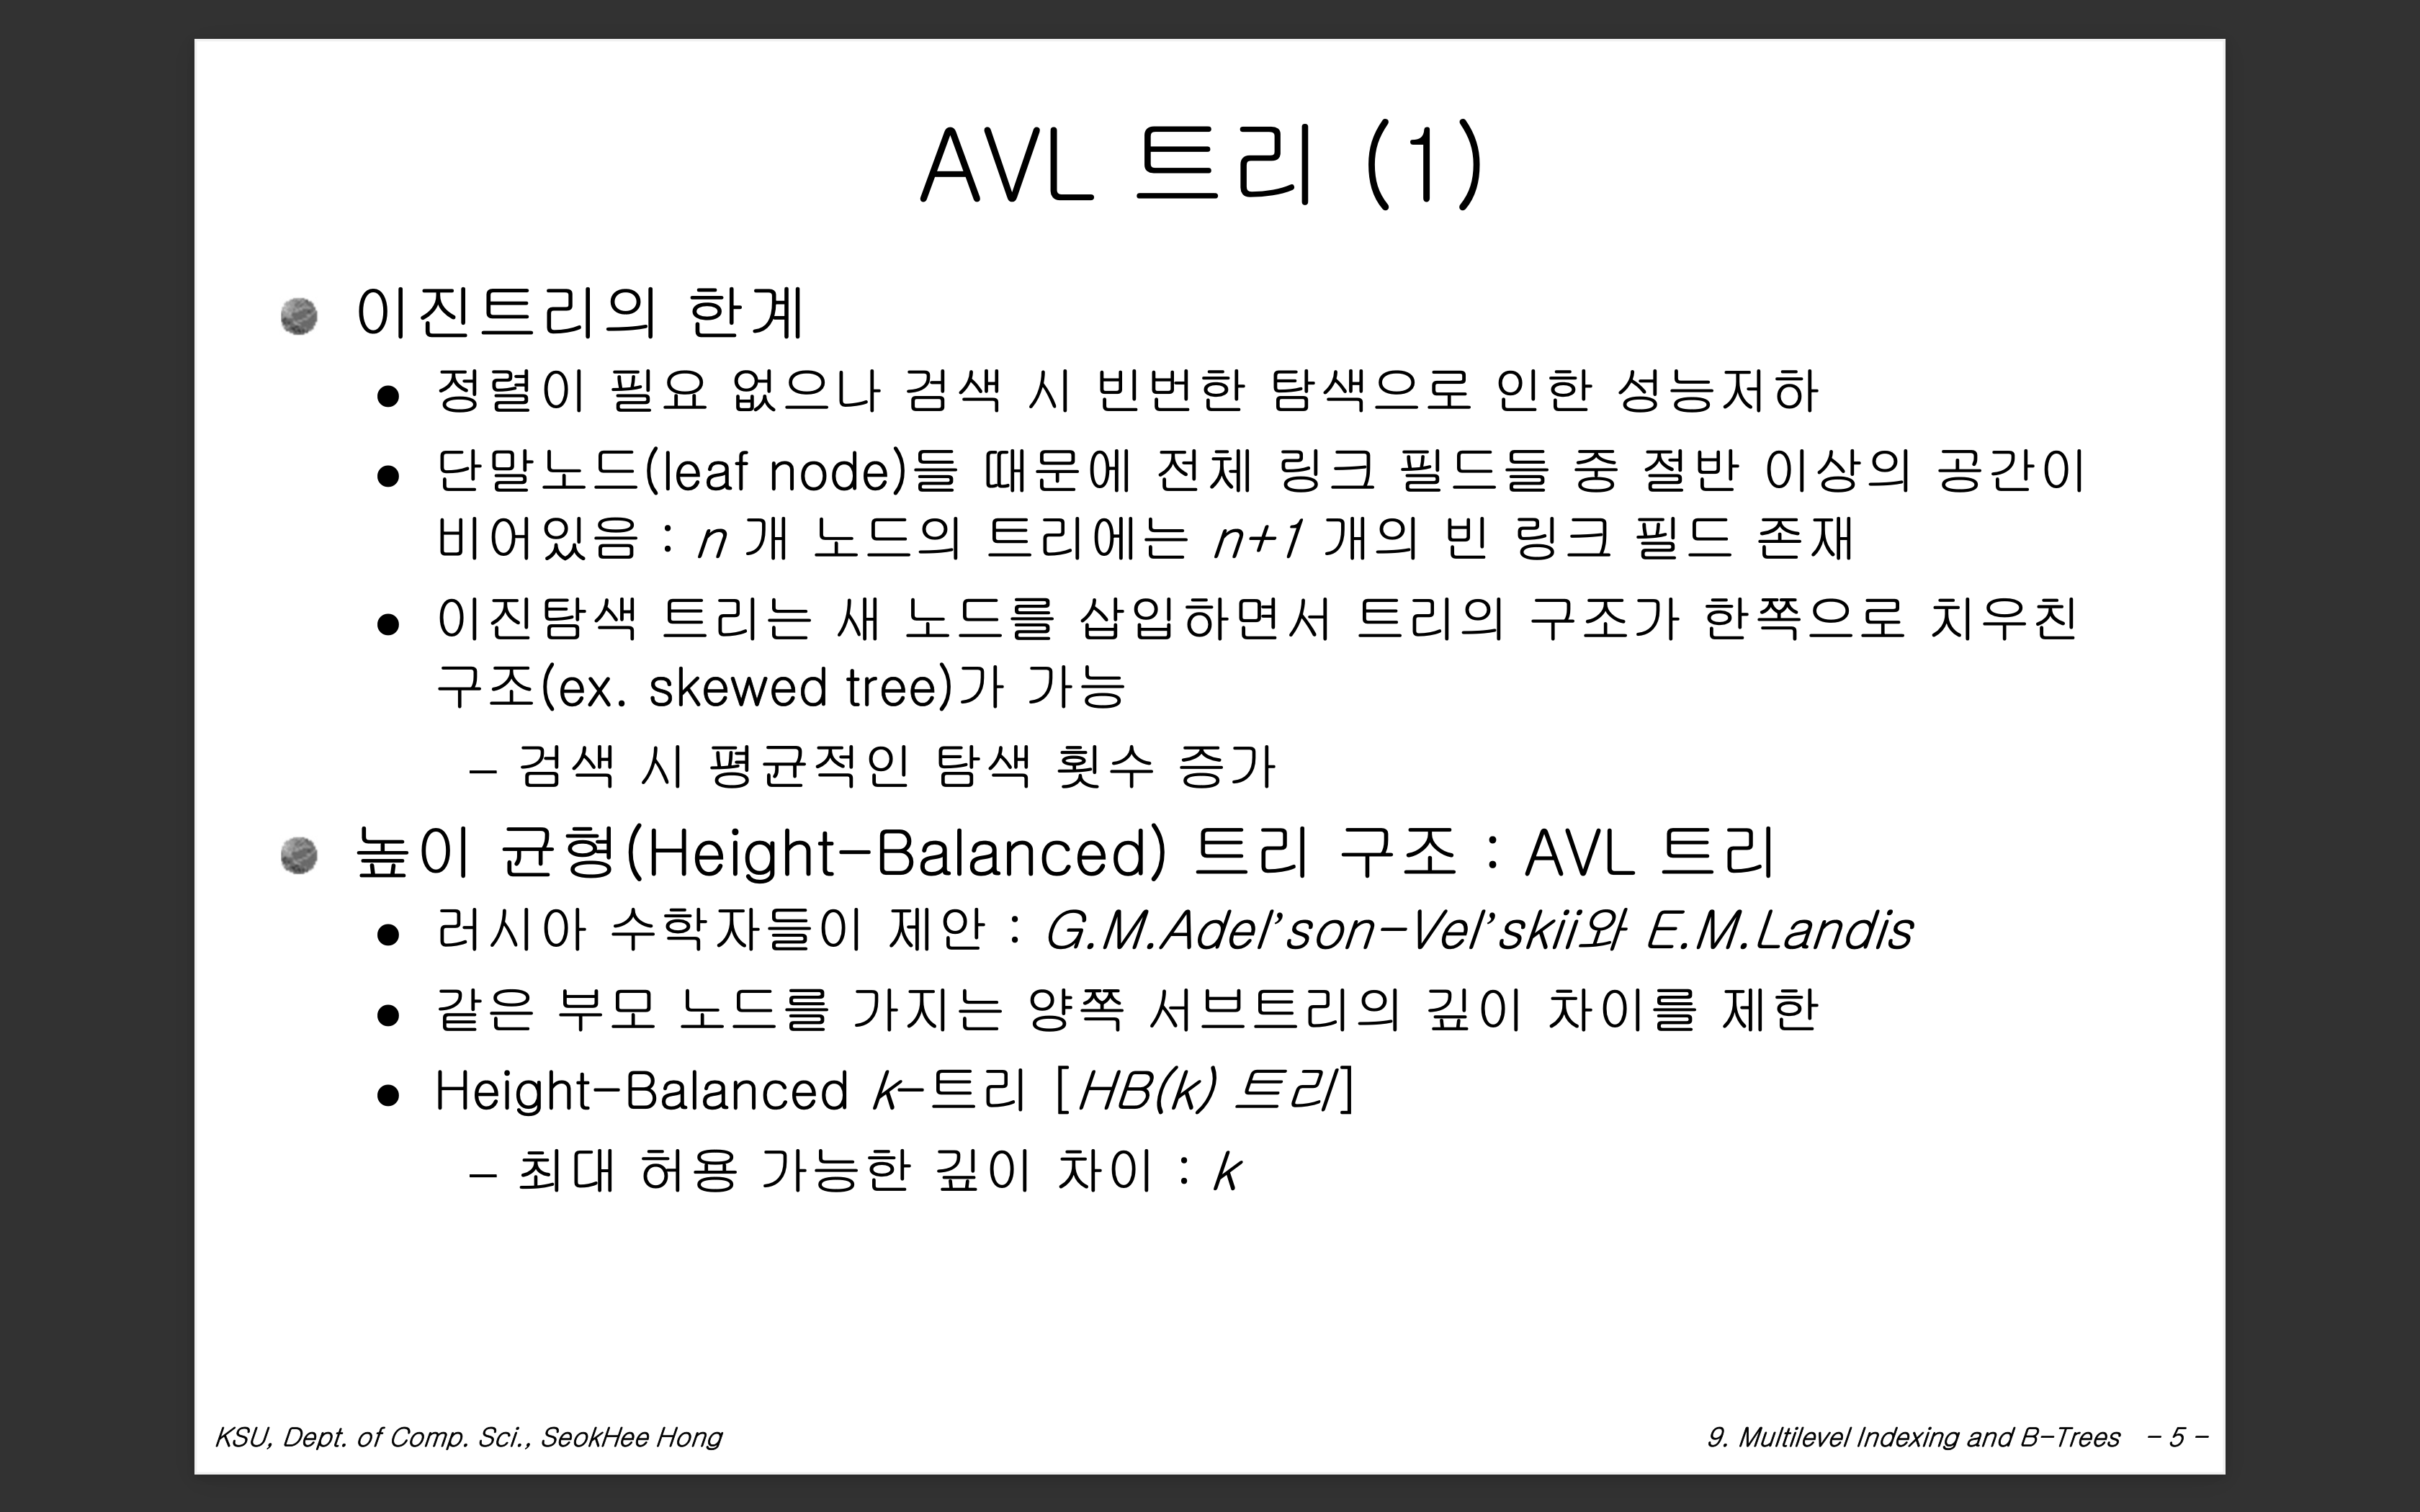 AVL 트리 (1)
이진트리의 한계
정렬이 필요 없으나 검색 시 빈번한 탐색으로 인한 성능저하
단말노드(leaf node)를 때문에 전체 링크 필드들 중 절반 이상의 공간이
비어있음 : n 개 노드의 트리에는 n+1 개의 빈 링크 필드 존재
이진탐색 트리는 새 노드를 삽입하면서 트리의 구조가 한쪽으로 치우친
구조(ex. skewed tree)가 가능
– 검색 시 평균적인 탐색 횟수 증가
높이 균형(Height-Balanced) 트리 구조 : AVL 트리
러시아 수학자들이 제안 : G.M.Adel'son-Vel'skii와 E.M.Landis
같은 부모 노드를 가지는 양쪽 서브트리의 깊이 차이를 제한
Height-Balanced k-트리 [HB(k) 트리]
– 최대 허용 가능한 깊이 차이 : k
KSU, Dept. of Comp. Sci., SeokHee Hong
9. Multilevel Indexing and B-Trees - 5 -